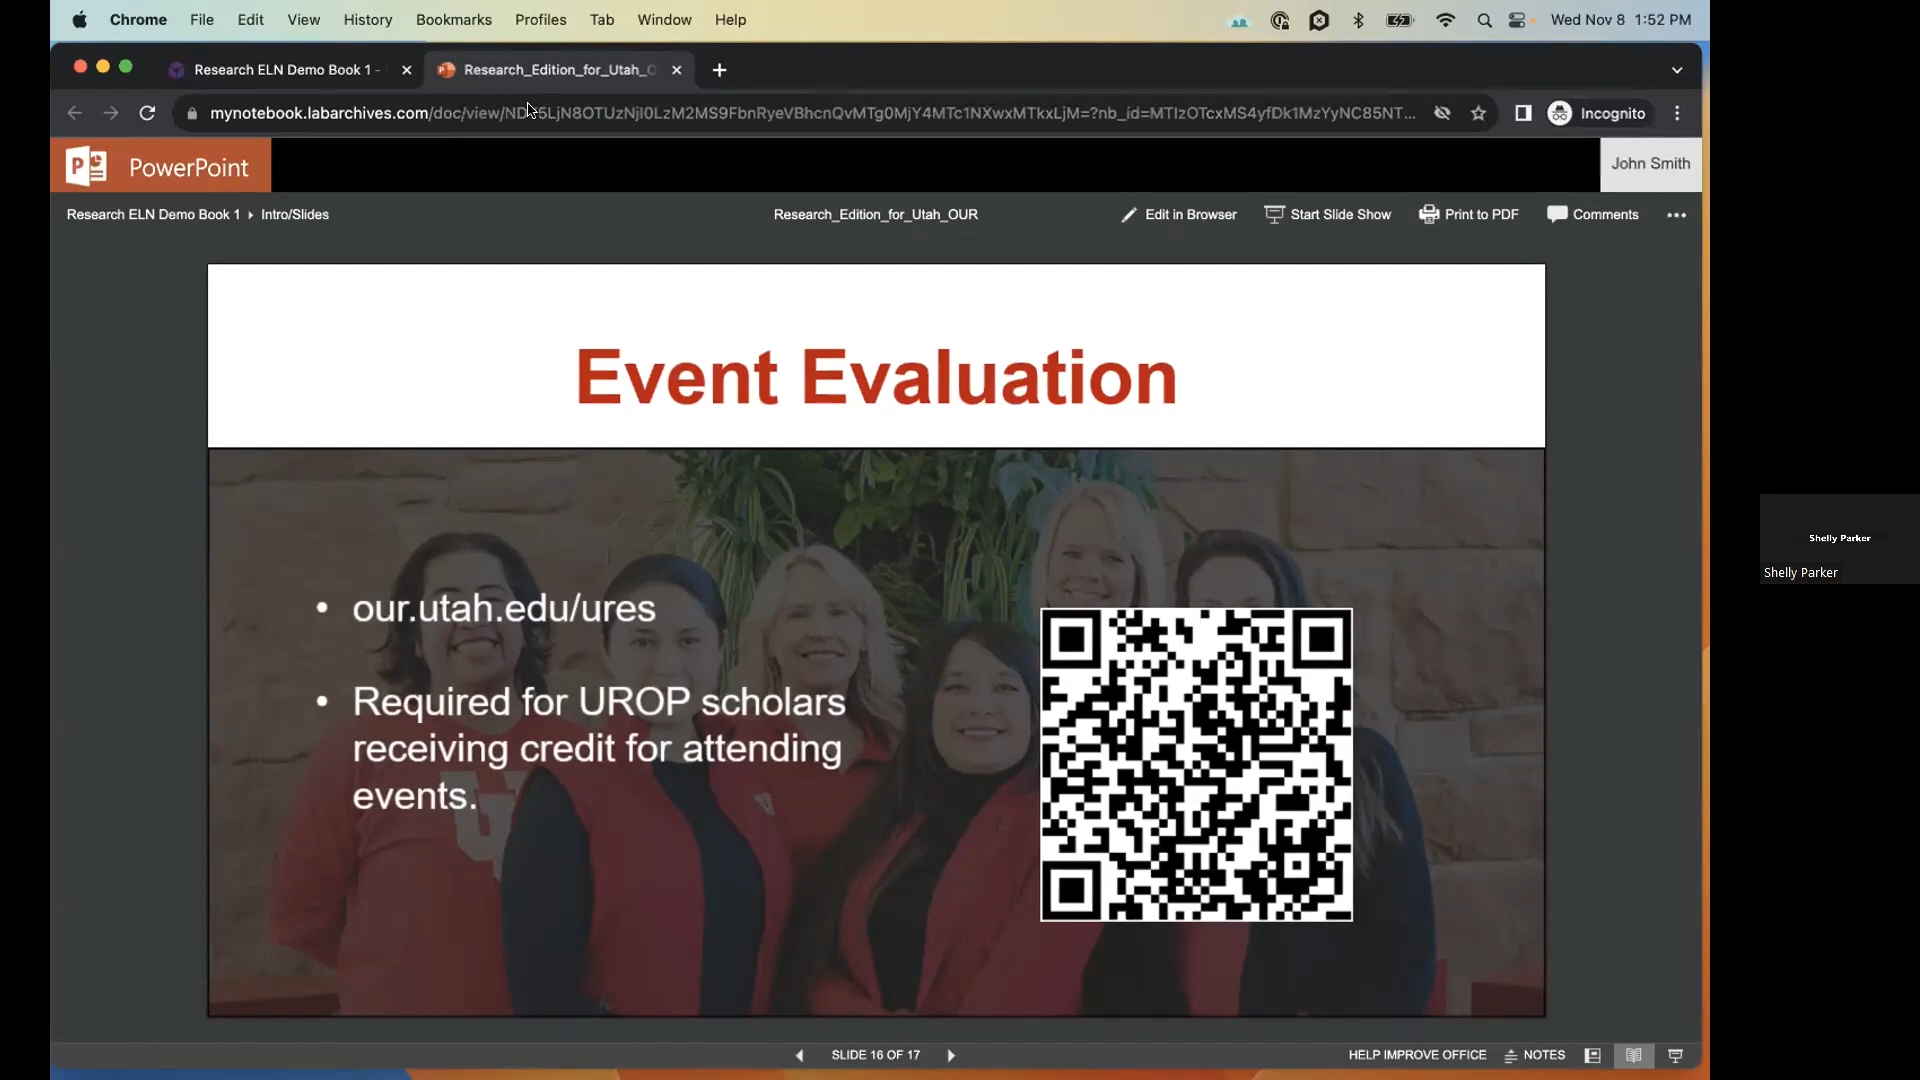 Chrome File Edit View History Bookmarks Profiles Tab Window Help Wed Nov 8 1:52 PM
Research ELN Demo Book 1 - Research_Edition_for_Utah_O
mynotebook.labarchives.com/doc/view/
Incognito
PowerPoint
John Smith
Research ELN Demo Book 1 Intro/Slides Research_Edition_for_Utah_OUR Edit in Browser Start Slide Show Print to PDF Comments
Event Evaluation
• our.utah.edu/ures
• Required for UROP scholars
receiving credit for attending
events.
Shelly Parker
Shelly Parker
SLIDE 16 OF 17 HELP IMPROVE OFFICE NOTES